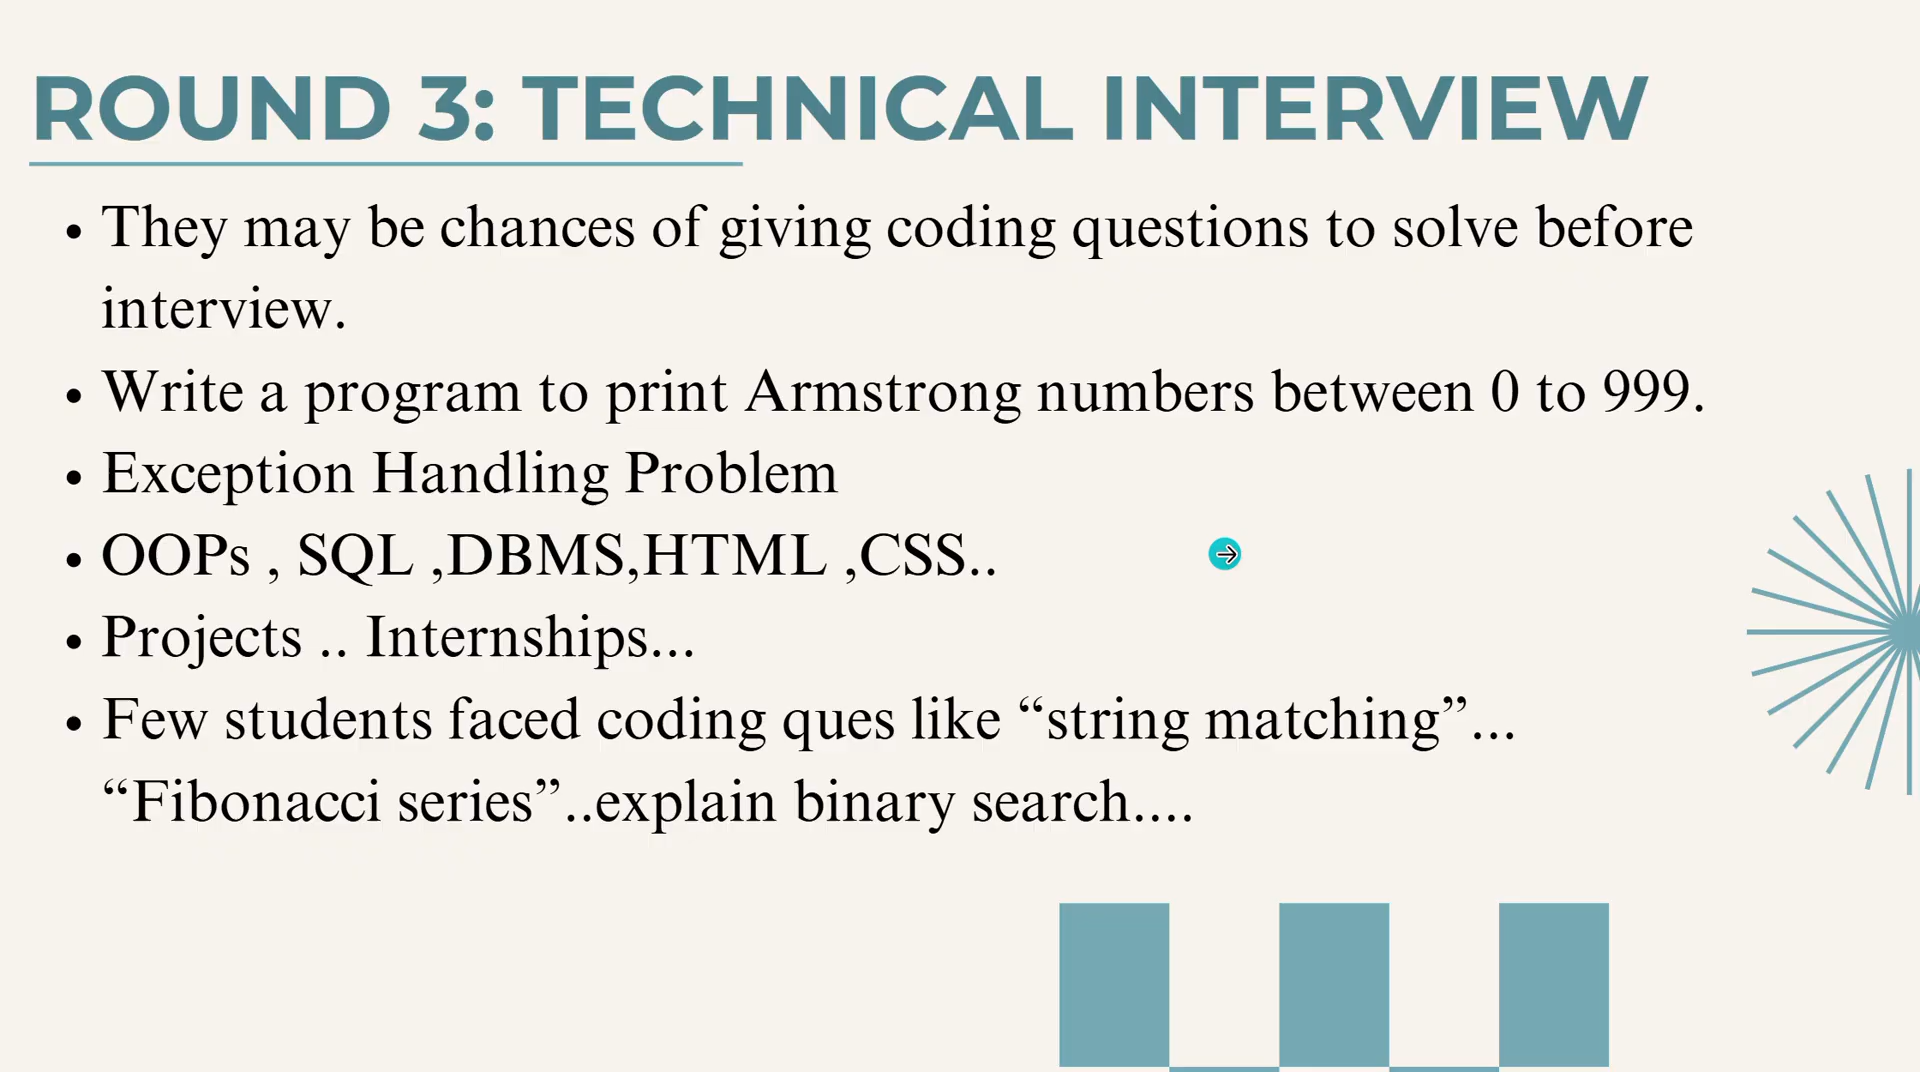 ROUND 3: TECHNICAL INTERVIEW
• They may be chances of giving coding questions to solve before
interview.
• Write a program to print Armstrong numbers between 0 to 999.
• Exception Handling Problem
• OOPs , SQL ,DBMS,HTML ,CSS..
• Projects .. Internships...
• Few students faced coding ques like “string matching”...
“Fibonacci series”..explain binary search....